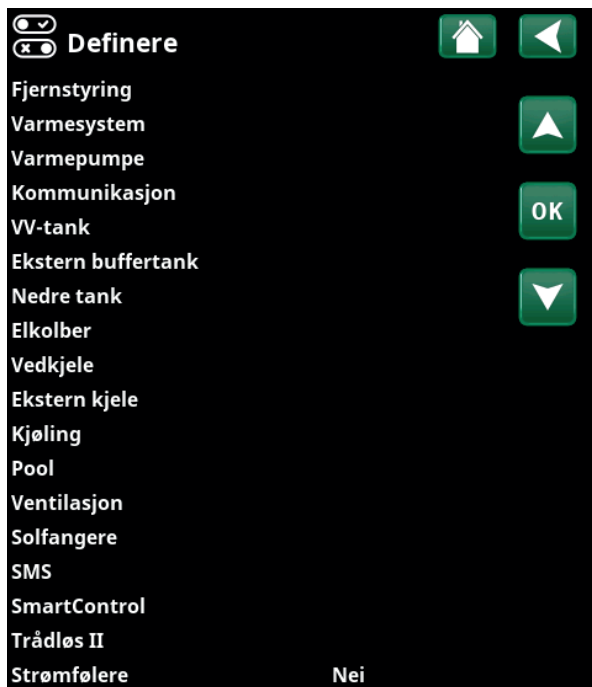 Definere
Fjernstyring
Varmesystem
Varmepumpe
Kommunikasjon
VV-tank
Ekstern buffertank
Nedre tank
Elkolber
Vedkjele
Ekstern kjele
Kjøling
Pool
Ventilasjon
Solfangere
SMS
SmartControl
Trådløs II
Strømfølere Nei
OK